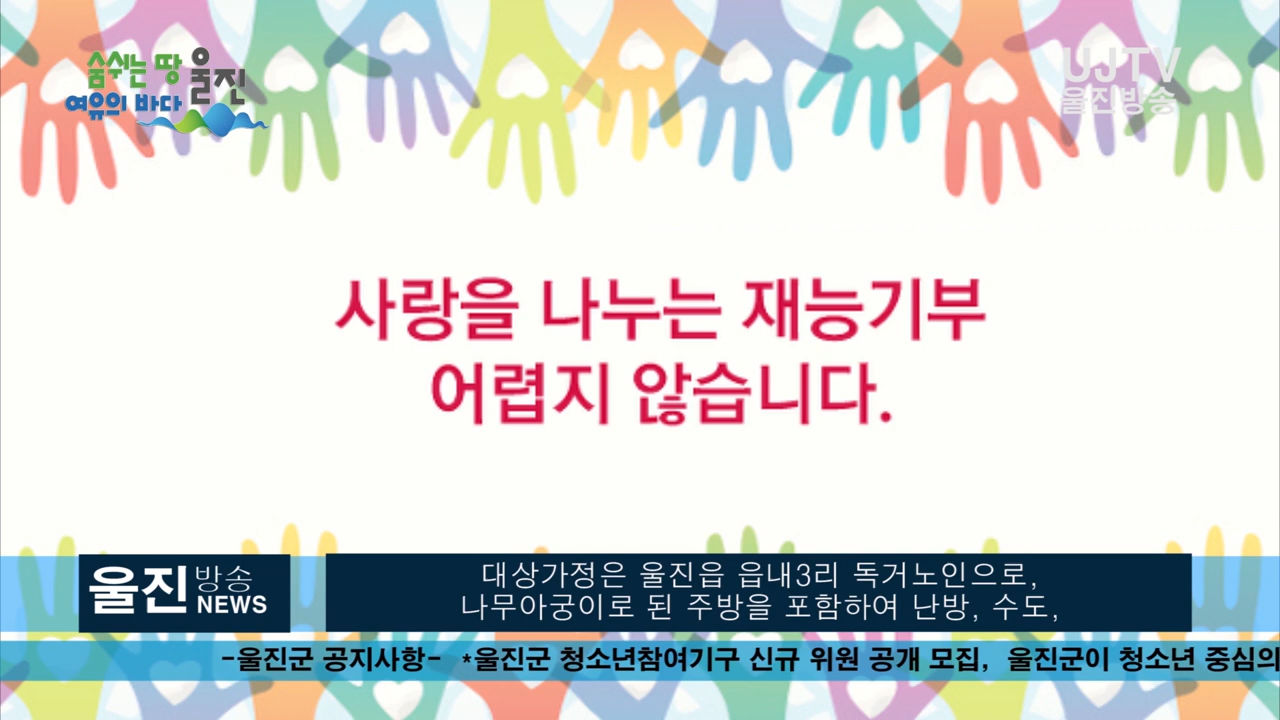 숨쉬는 땅
여유의 바다
울진
UJTV
울진방송
사랑을 나누는 재능기부
어렵지 않습니다.
울진방송
NEWS
대상가정은 울진읍 읍내3리 독거노인으로,
나무아궁이로 된 주방을 포함하여 난방, 수도,
-울진군 공지사항- *울진군 청소년참여기구 신규 위원 공개 모집, 울진군이 청소년 중심의